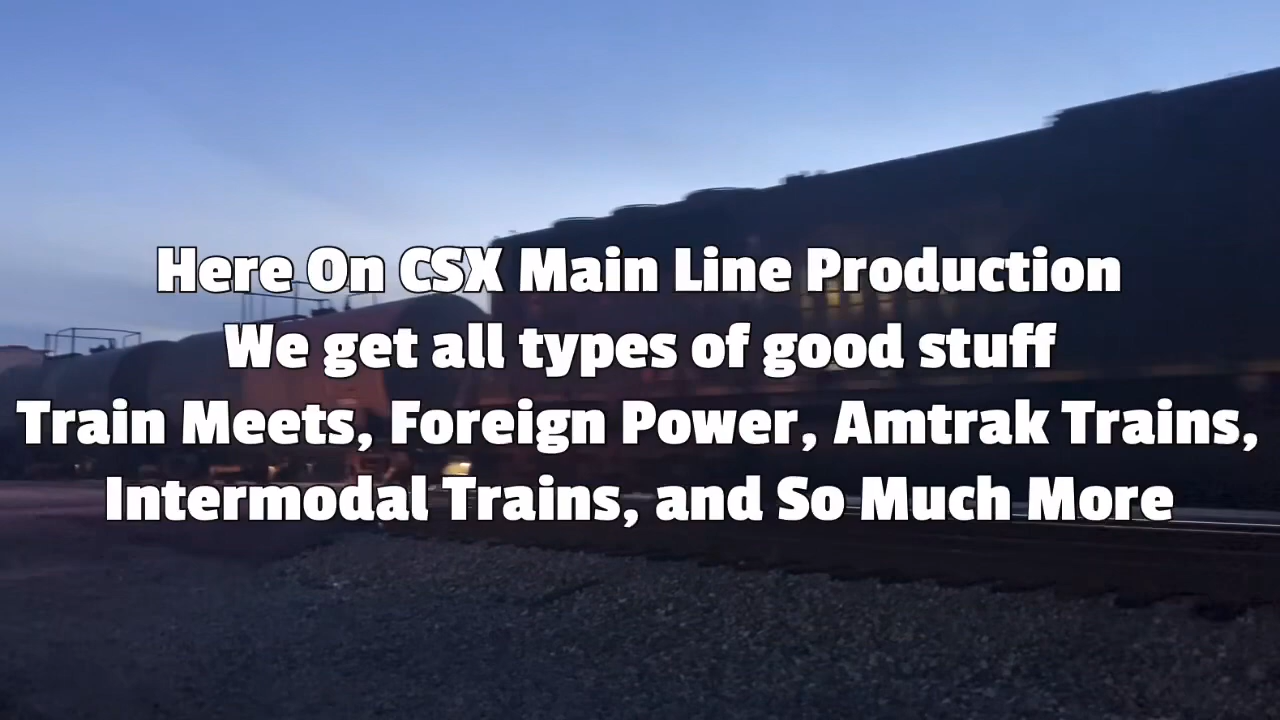 Here On CSX Main Line Production
We get all types of good stuff
Train Meets, Foreign Power, Amtrak Trains,
Intermodal Trains, and So Much More